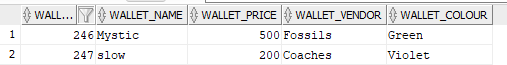 WALL... WALLET_NAME WALLET_PRICE WALLET_VENDOR WALLET_COLOUR
1 246 Mystic 500 Fossils Green
2 247 slow 200 Coaches Violet